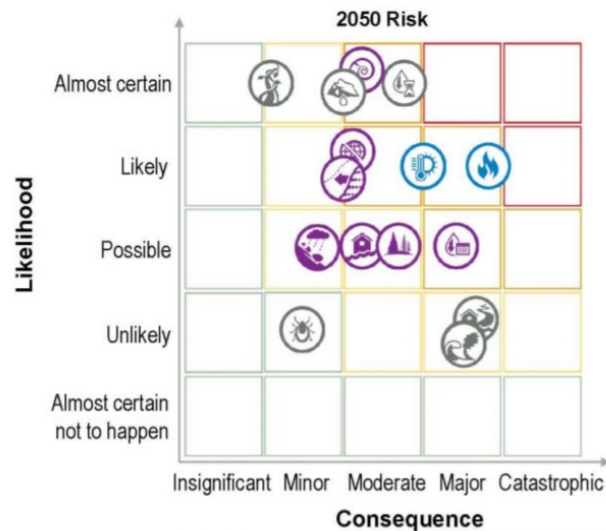 2050 Risk
Almost certain
Likely
Possible
Unlikely
Almost certain
not to happen
Likelihood
Insignificant Minor Moderate Major Catastrophic
Consequence